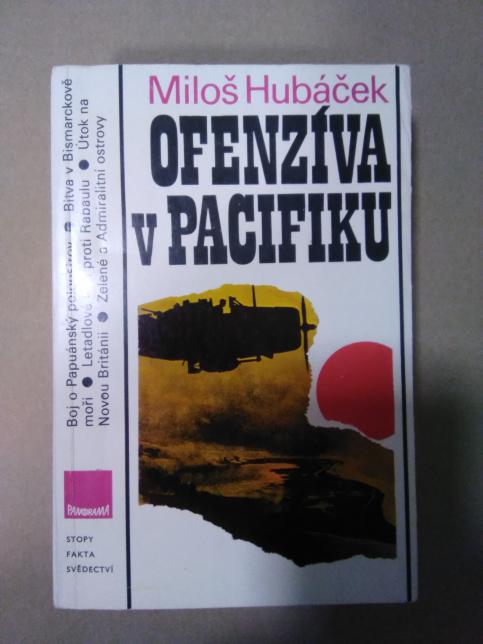 Miloš Hubáček
OFENZÍVA
V PACIFIKU
Boj o Papuánský poloostrov ● Bitva v Bismarckově
moři ● Letadlové proti Rabaulu ● Útok na
Novou Británii ● Zelené a Admiralitní ostrovy
PANORAMA
STOPY
FAKTA
SVĚDECTVÍ